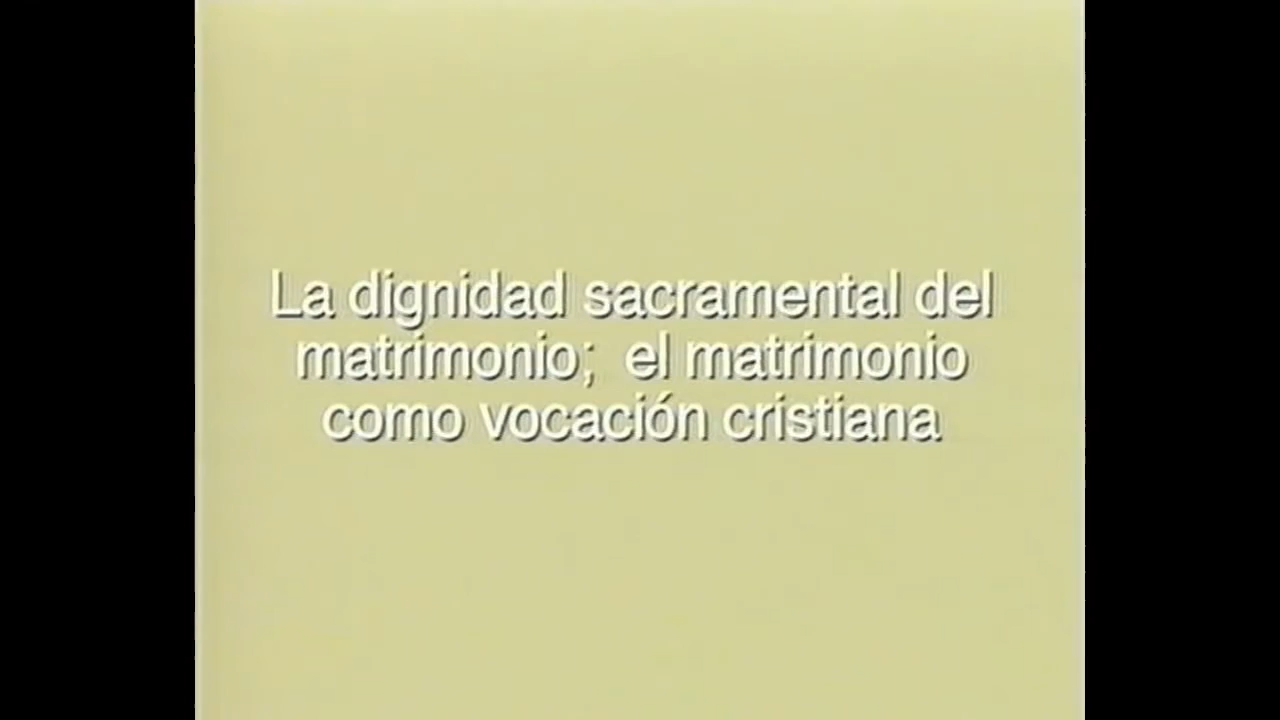 La dignidad sacramental del
matrimonio;  el matrimonio
como vocación cristiana